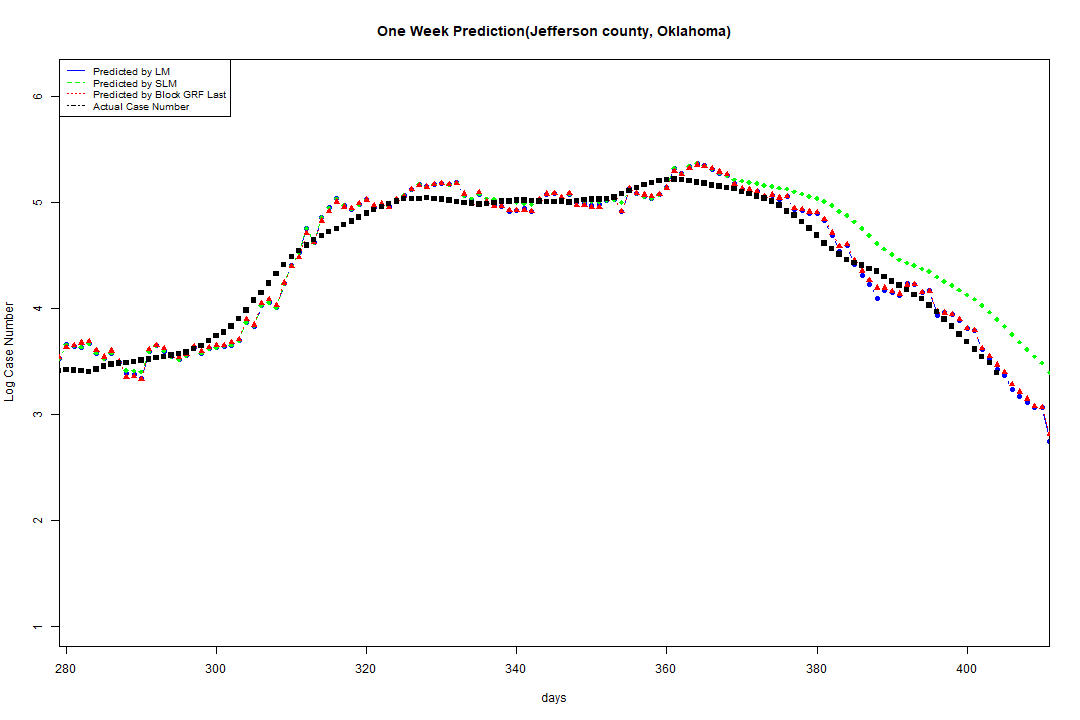 One Week Prediction(Jefferson county, Oklahoma)
Predicted by LM
Predicted by SLM
Predicted by Block GRF Last
Actual Case Number
Log Case Number
6
5
4
3
2
1
280 300 320 340 360 380 400
days